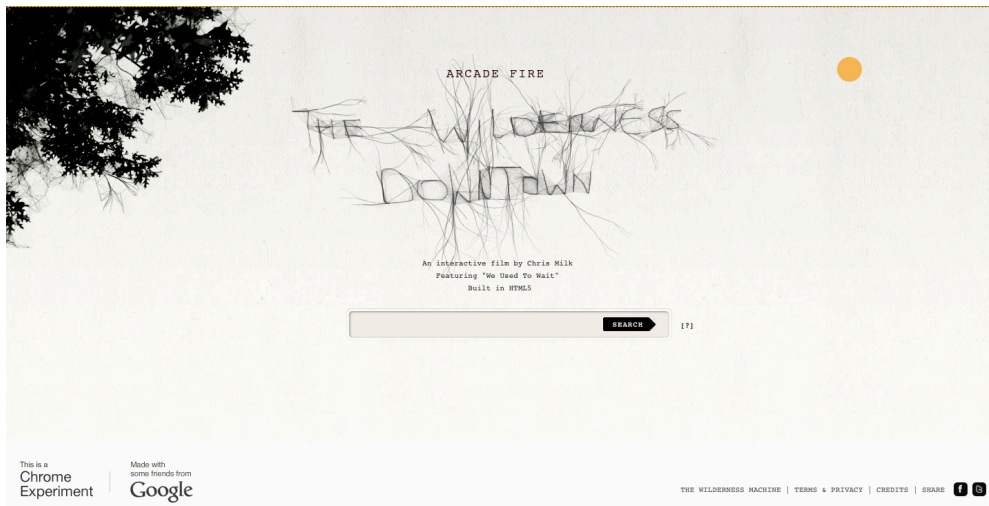 ARCADE FIRE
THE WILDERNESS
DOWNTOWN
An interactive film by Chris Milk
Featuring "We Used To Wait"
Built in HTML5
SEARCH
[?]
This is a
Chrome
Experiment
Made with
some friends from
Google
THE WILDERNESS MACHINE | TERMS & PRIVACY | CREDITS | SHARE